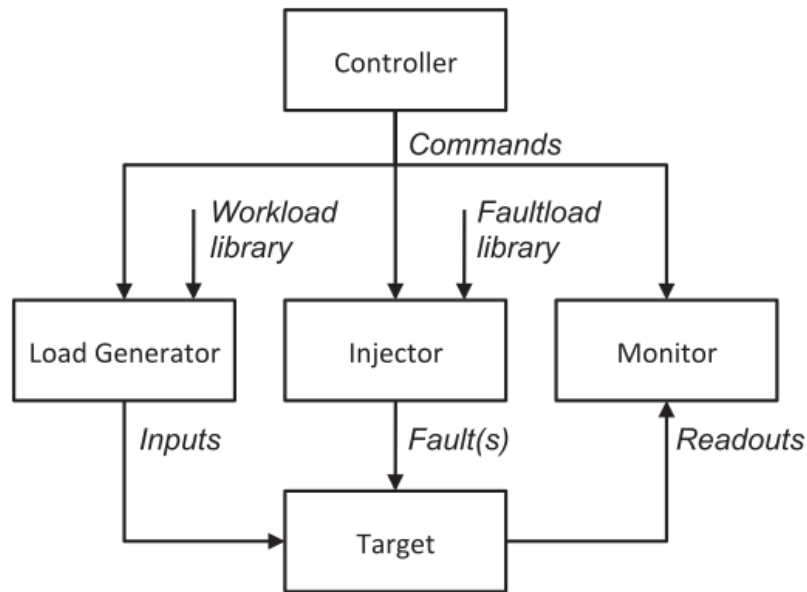 Controller
Commands
Workload
library
Faultload
library
Load Generator
Injector
Monitor
Inputs
Fault(s)
Readouts
Target